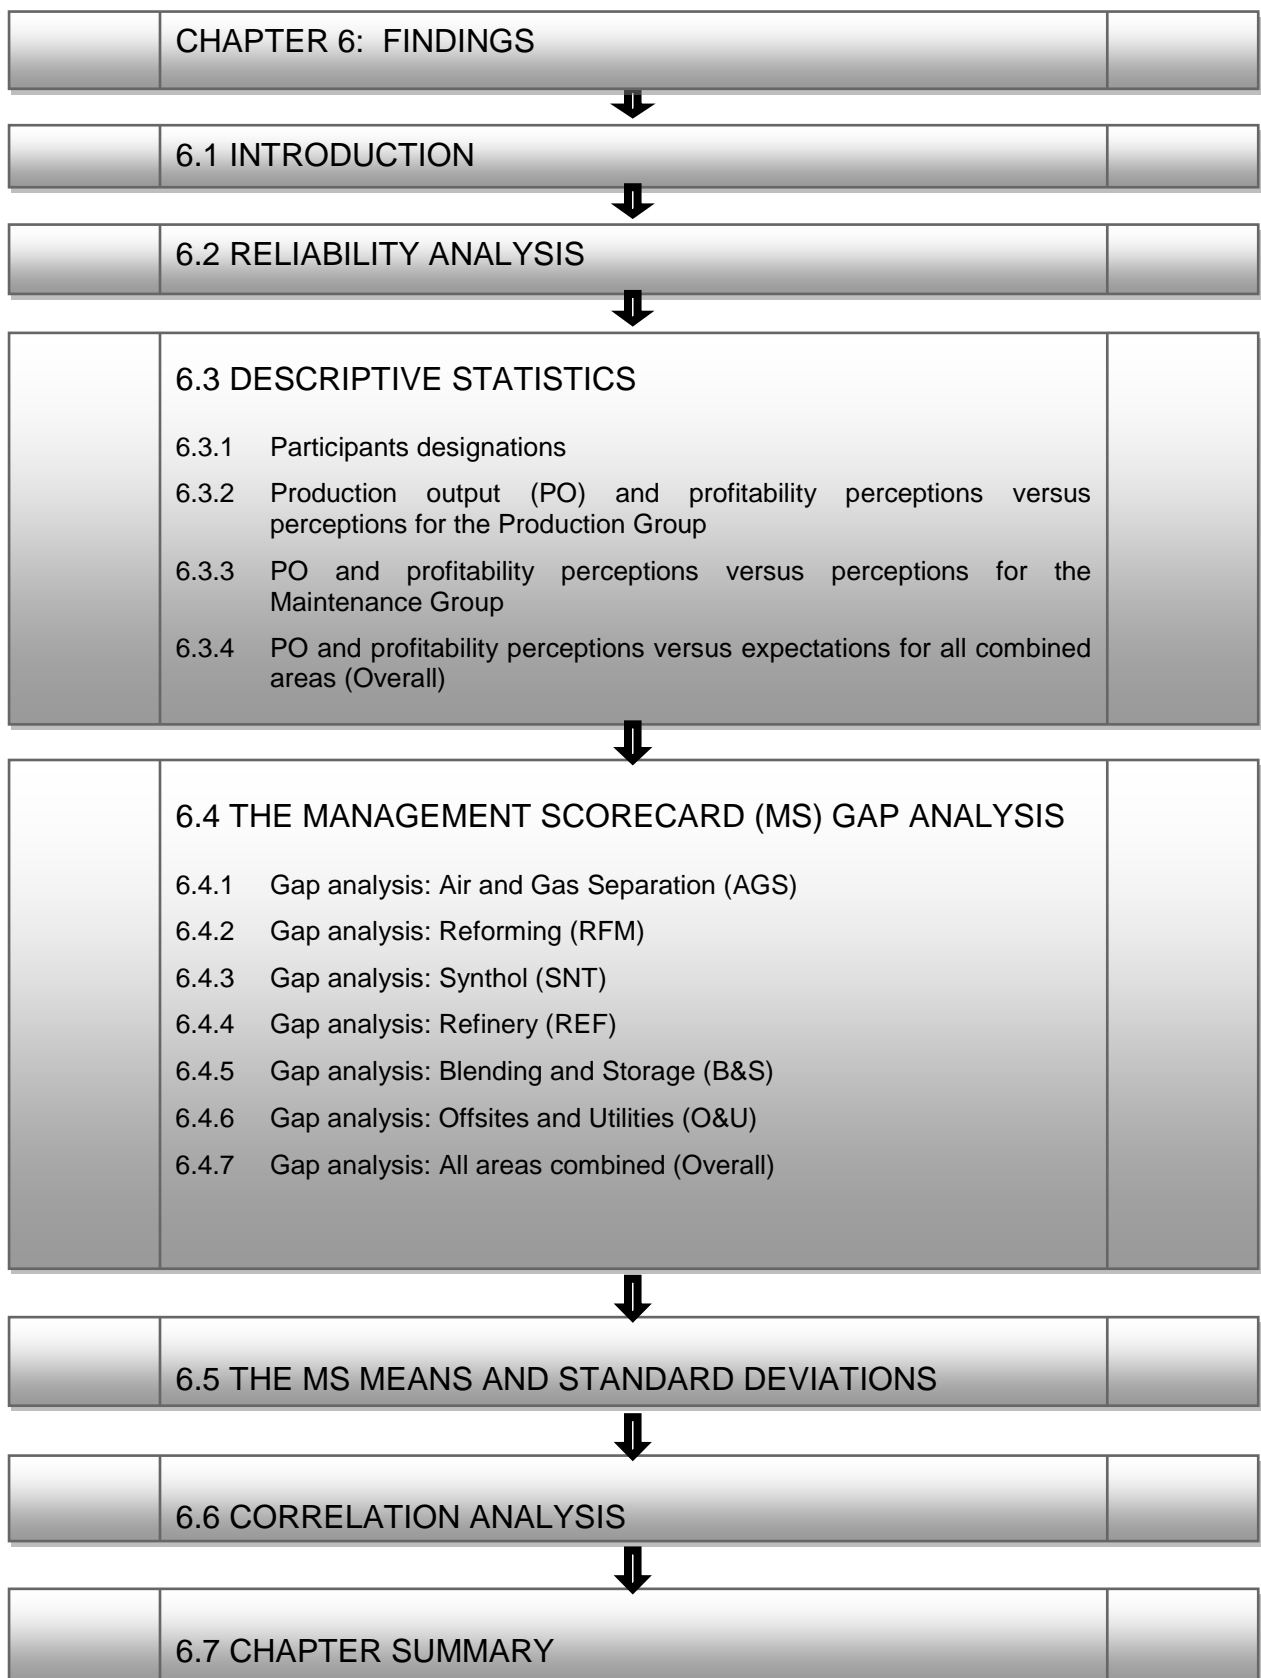 CHAPTER 6: FINDINGS
6.1 INTRODUCTION
6.2 RELIABILITY ANALYSIS
6.3 DESCRIPTIVE STATISTICS
6.3.1 Participants designations
6.3.2 Production output (PO) and profitability perceptions versus
perceptions for the Production Group
6.3.3 PO and profitability perceptions versus perceptions for the
Maintenance Group
6.3.4 PO and profitability perceptions versus expectations for all combined
areas (Overall)
6.4 THE MANAGEMENT SCORECARD (MS) GAP ANALYSIS
6.4.1 Gap analysis: Air and Gas Separation (AGS)
6.4.2 Gap analysis: Reforming (RFM)
6.4.3 Gap analysis: Synthol (SNT)
6.4.4 Gap analysis: Refinery (REF)
6.4.5 Gap analysis: Blending and Storage (B&S)
6.4.6 Gap analysis: Offsites and Utilities (O&U)
6.4.7 Gap analysis: All areas combined (Overall)
6.5 THE MS MEANS AND STANDARD DEVIATIONS
6.6 CORRELATION ANALYSIS
6.7 CHAPTER SUMMARY